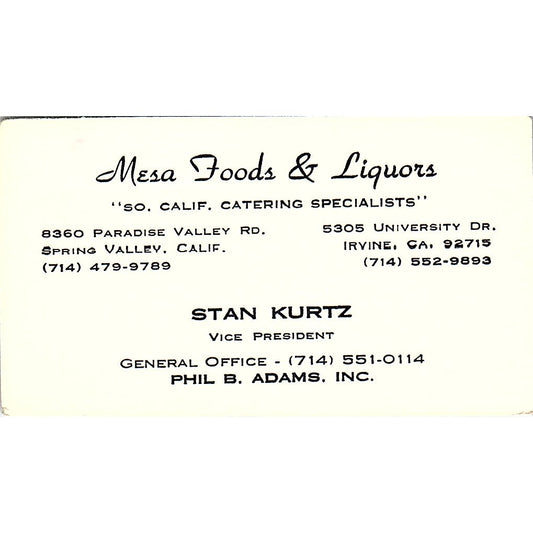 Mesa Foods & Liquors
"SO. CALIF. CATERING SPECIALISTS"
8360 PARADISE VALLEY RD.
SPRING VALLEY, CALIF.
(714) 479-9789
5305 UNIVERSITY DR.
IRVINE, CA. 92715
(714) 552-9893
STAN KURTZ
VICE PRESIDENT
GENERAL OFFICE - (714) 551-0114
PHIL B. ADAMS, INC.